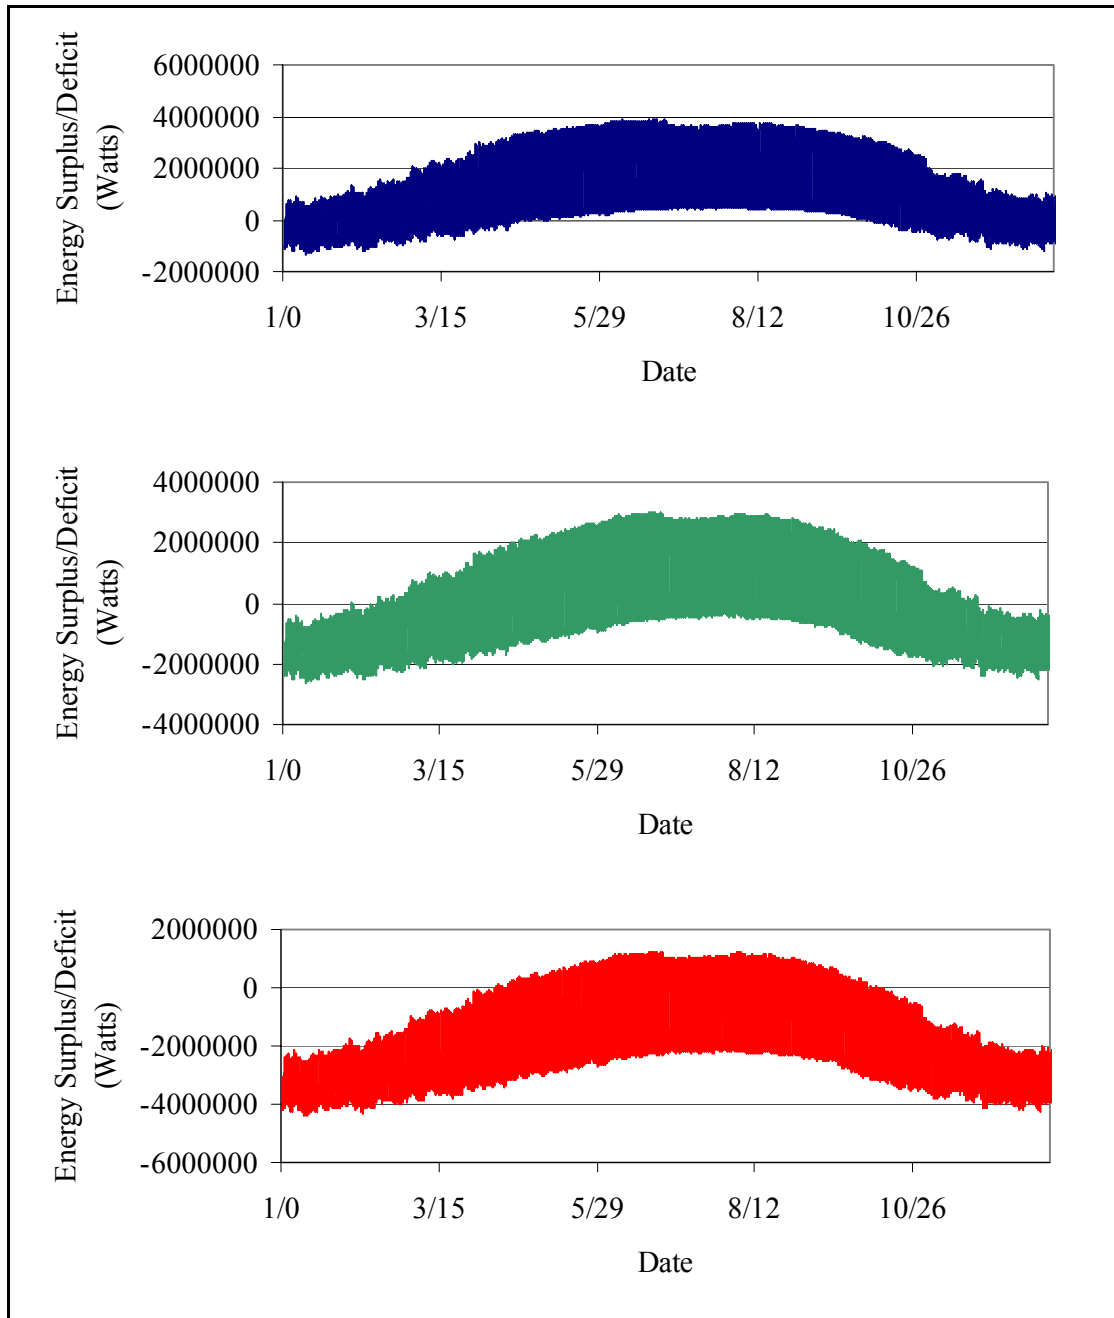 Energy Surplus/Deficit
(Watts)
6000000
4000000
2000000
0
-2000000
1/0 3/15 5/29 8/12 10/26
Date
Energy Surplus/Deficit
(Watts)
4000000
2000000
0
-2000000
-4000000
1/0 3/15 5/29 8/12 10/26
Date
Energy Surplus/Deficit
(Watts)
2000000
0
-2000000
-4000000
-6000000
1/0 3/15 5/29 8/12 10/26
Date